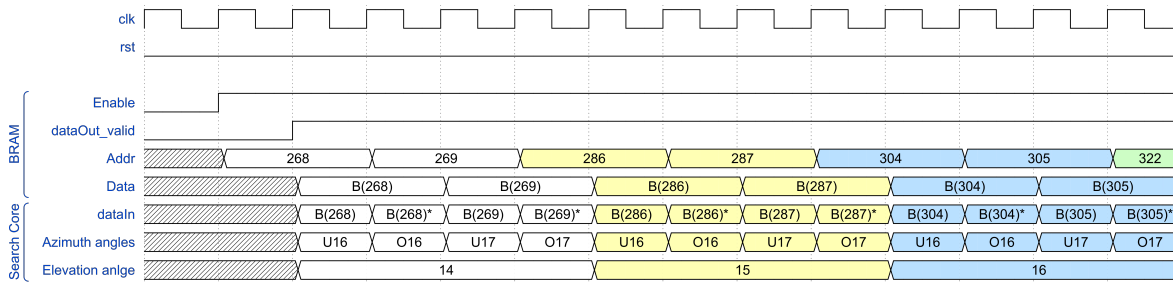 clk
rst
BRAM
Enable
dataOut_valid
Addr 268 269 286 287 304 305 322
Data B(268) B(269) B(286) B(287) B(304) B(305)
Search Core
dataIn B(268) B(268)* B(269) B(269)* B(286) B(286)* B(287) B(287)* B(304) B(304)* B(305) B(305)*
Azimuth angles U16 O16 U17 O17 U16 O16 U17 O17 U16 O16 U17 O17
Elevation anlge 14 15 16